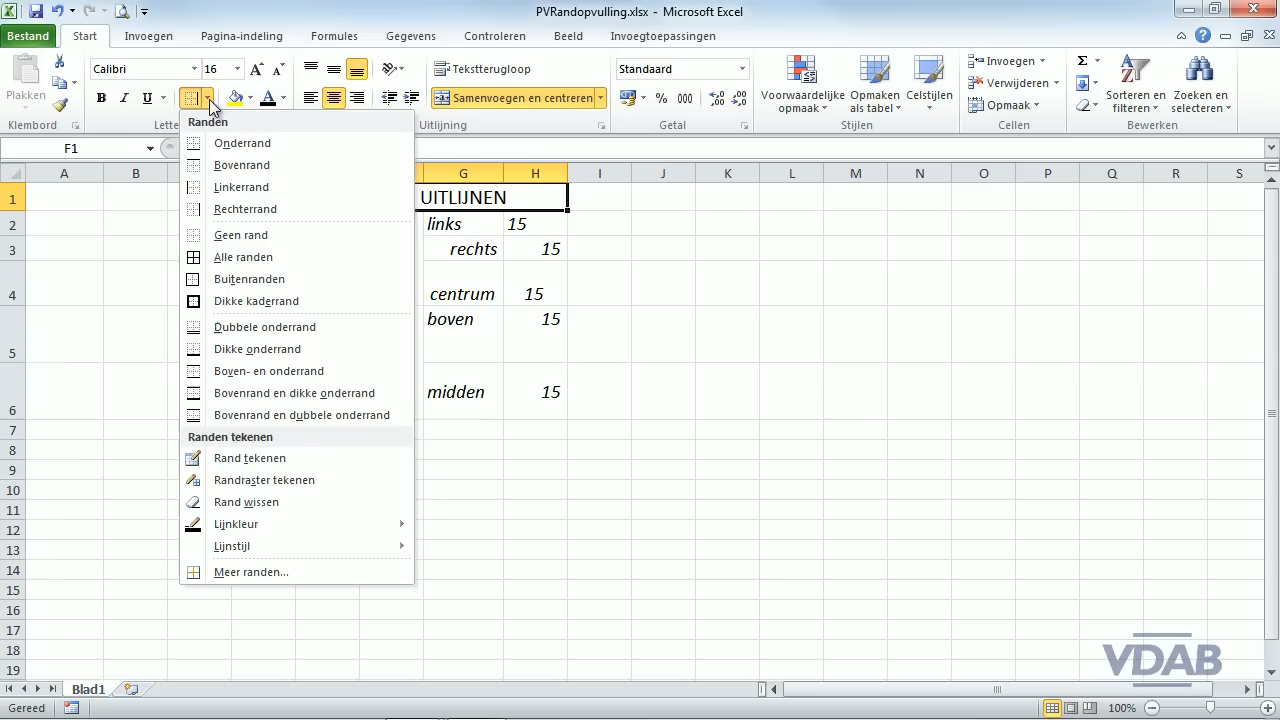 PVRandopvulling.xlsx - Microsoft Excel
Bestand Start Invoegen Pagina-indeling Formules Gegevens Controleren Beeld Invoegtoepassingen
Plakken
Klembord
Calibri 16
B I U
Lette
Tekstterugloop
Samenvoegen en centreren
Uitlijning
Standaard
% 000
Getal
Voorwaardelijke opmaak
Opmaken als tabel
Celstijlen
Stijlen
Invoegen
Verwijderen
Opmaak
Cellen
Sorteren en filteren
Zoeken en selecteren
Bewerken
F1
Randen
Onderrand
Bovenrand
Linkerrand
Rechterrand
Geen rand
Alle randen
Buitenranden
Dikke kaderrand
Dubbele onderrand
Dikke onderrand
Boven- en onderrand
Bovenrand en dikke onderrand
Bovenrand en dubbele onderrand
Randen tekenen
Rand tekenen
Randraster tekenen
Rand wissen
Lijnkleur
Lijnstijl
Meer randen...
A B G H I J K L M N O P Q R S
1 UITLIJNEN
2 links 15
3 rechts 15
4 centrum 15
5 boven 15
6 midden 15
7
8
9
10
11
12
13
14
15
16
17
18
19
VDAB
Blad1
Gereed
100%